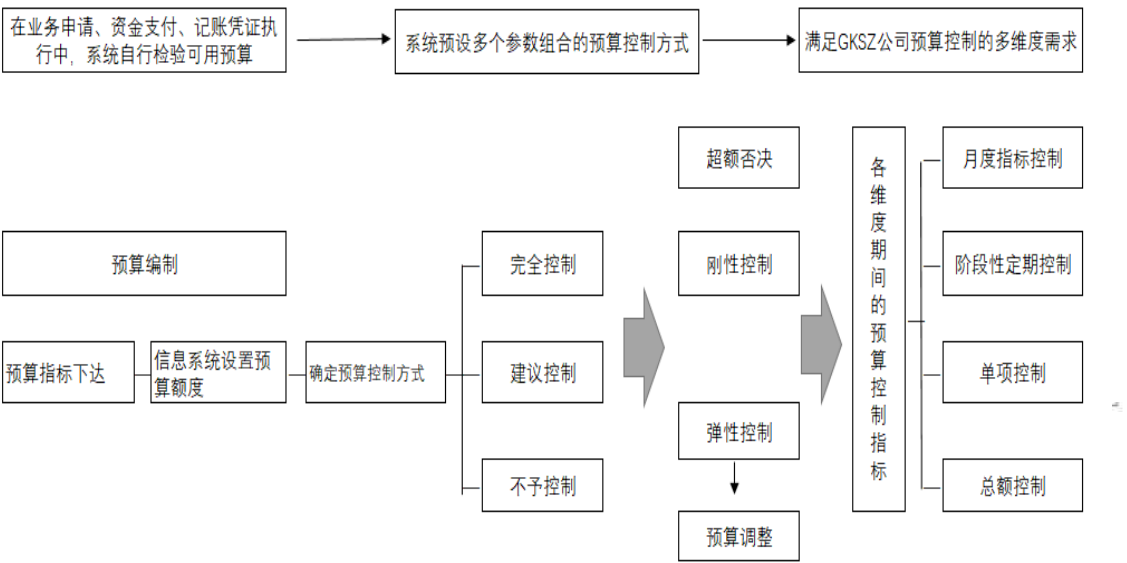 在业务申请、资金支付、记账凭证执
行中，系统自行检验可用预算
系统预设多个参数组合的预算控制方式
满足GKSZ公司预算控制的多维度需求
预算编制
预算指标下达
信息系统设置预
算额度
确定预算控制方式
完全控制
建议控制
不予控制
超额否决
刚性控制
弹性控制
预算调整
各
维
度
期
间
的
预
算
控
制
指
标
月度指标控制
阶段性定期控制
单项控制
总额控制